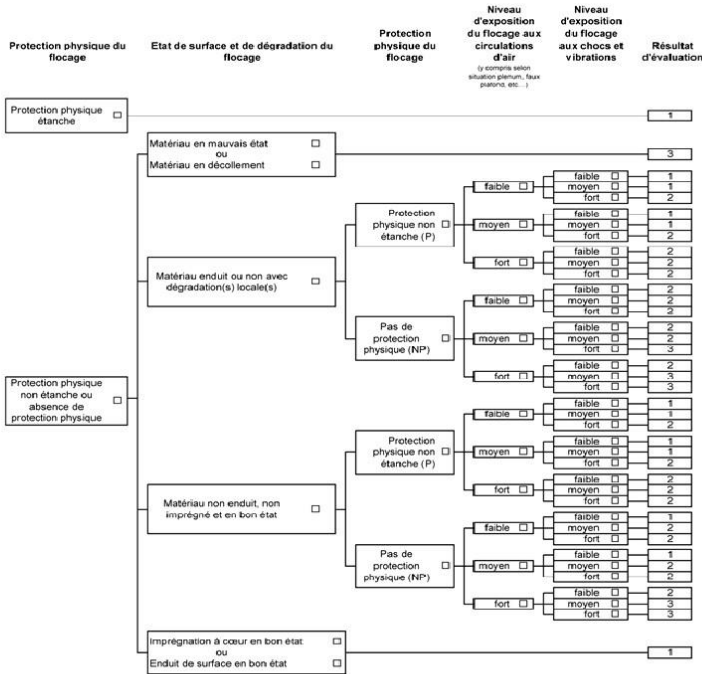 Protection physique du
flocage
Etat de surface et de dégradation du
flocage
Protection
physique du
flocage
Niveau
d'exposition
du flocage aux
circulations
d'air
(y compris selon
situation plenum, faux
plafond, etc...)
Niveau
d'exposition
du flocage
aux chocs et
vibrations
Résultat
d'évaluation
Protection physique
étanche
1
Protection physique
non étanche ou
absence de
protection physique
Matériau en mauvais état
ou
Matériau en décollement
3
Matériau enduit ou non avec
dégradation(s) locale(s)
Protection
physique non
étanche (P)
faible
faible 1
moyen 1
fort 2
moyen
faible 1
moyen 1
fort 2
fort
faible 2
moyen 2
fort 2
Pas de
protection
physique (NP)
faible
faible 2
moyen 2
fort 2
moyen
faible 2
moyen 2
fort 3
fort
faible 2
moyen 3
fort 3
Matériau non enduit, non
imprégné et en bon état
Protection
physique non
étanche (P)
faible
faible 1
moyen 1
fort 2
moyen
faible 1
moyen 1
fort 2
fort
faible 2
moyen 2
fort 2
Pas de
protection
physique (NP)
faible
faible 1
moyen 2
fort 2
moyen
faible 1
moyen 2
fort 2
fort
faible 2
moyen 3
fort 3
Imprégnation à cœur en bon état
ou
Enduit de surface en bon état
1